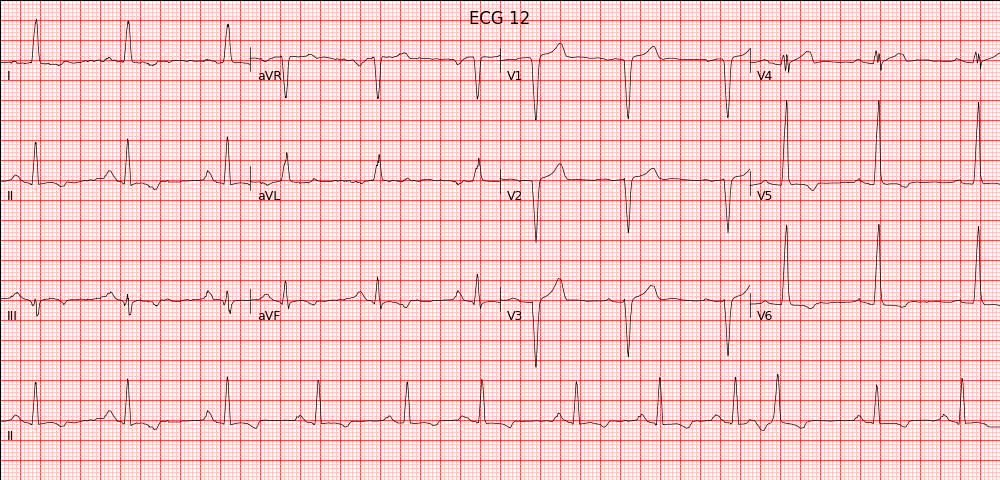 ECG 12
I aVR V1 V4
II aVL V2 V5
III aVF V3 V6
II